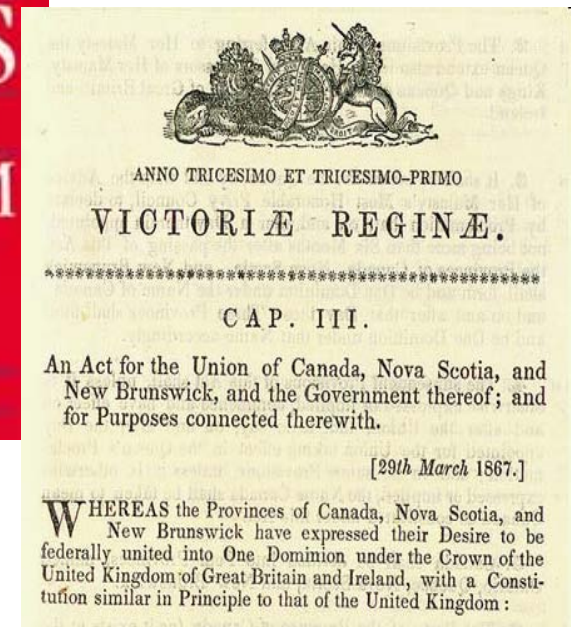 S
ANNO TRICESIMO ET TRICESIMO-PRIMO
VICTORIÆ REGINÆ.
CAP. III.
An Act for the Union of Canada, Nova Scotia, and
New Brunswick, and the Government thereof; and
for Purposes connected therewith.
[29th March 1867.]
WHEREAS the Provinces of Canada, Nova Scotia, and
New Brunswick have expressed their Desire to be
federally united into One Dominion under the Crown of the
United Kingdom of Great Britain and Ireland, with a Consti-
tution similar in Principle to that of the United Kingdom: